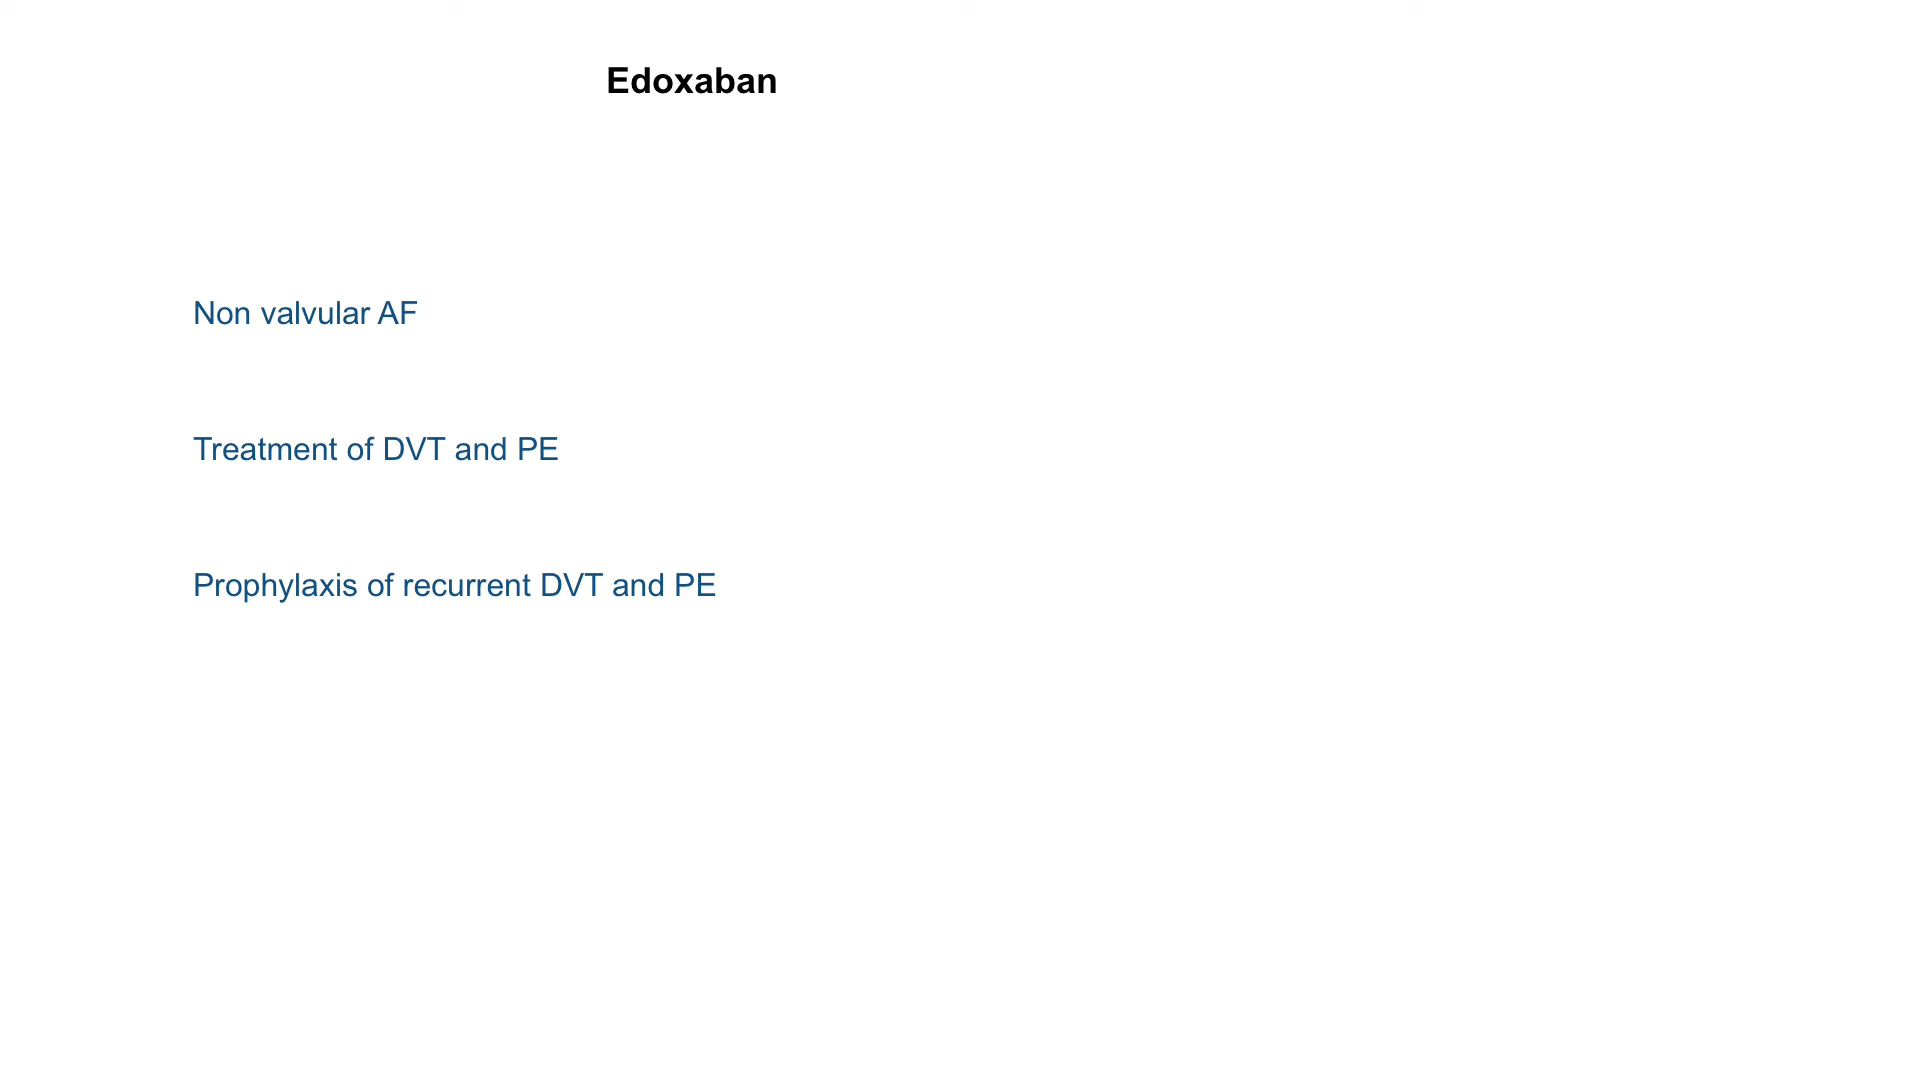 Edoxaban
Non valvular AF
Treatment of DVT and PE
Prophylaxis of recurrent DVT and PE